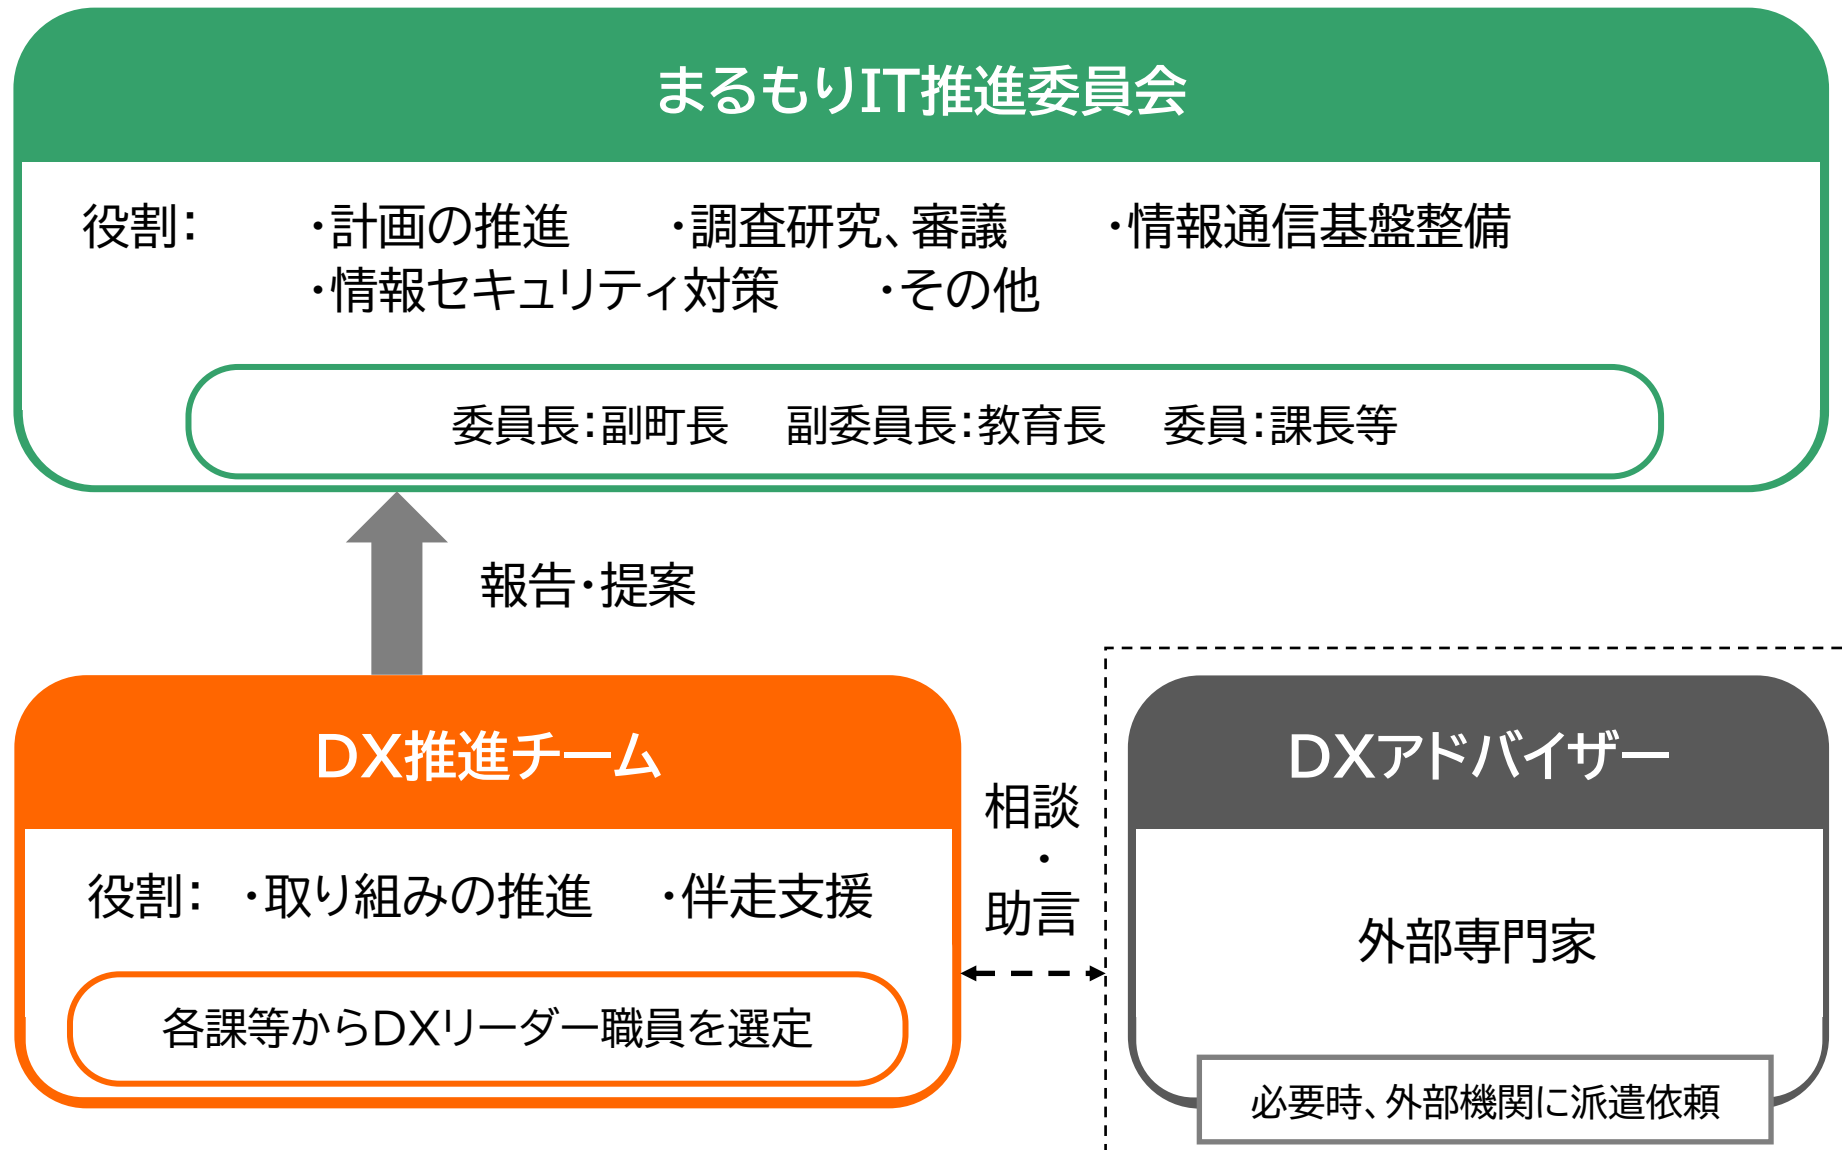 まるもりIT推進委員会
役割： ・計画の推進 ・調査研究、審議 ・情報通信基盤整備
・情報セキュリティ対策 ・その他
委員長：副町長 副委員長：教育長 委員：課長等
報告・提案
DX推進チーム
役割： ・取り組みの推進 ・伴走支援
各課等からDXリーダー職員を選定
相談
・
助言
DXアドバイザー
外部専門家
必要時、外部機関に派遣依頼